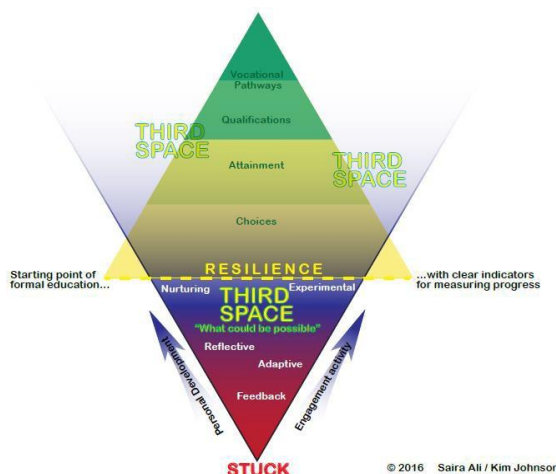 Vocational
Pathways
Qualifications
THIRD
SPACE
THIRD
SPACE
Attainment
Choices
RESILIENCE
Starting point of
formal education...
...with clear indicators
for measuring progress
Nurturing
Experimental
THIRD
SPACE
"What could be possible"
Reflective
Adaptive
Feedback
Personal Development
Engagement activity
STUCK
© 2016 Saira Ali / Kim Johnson